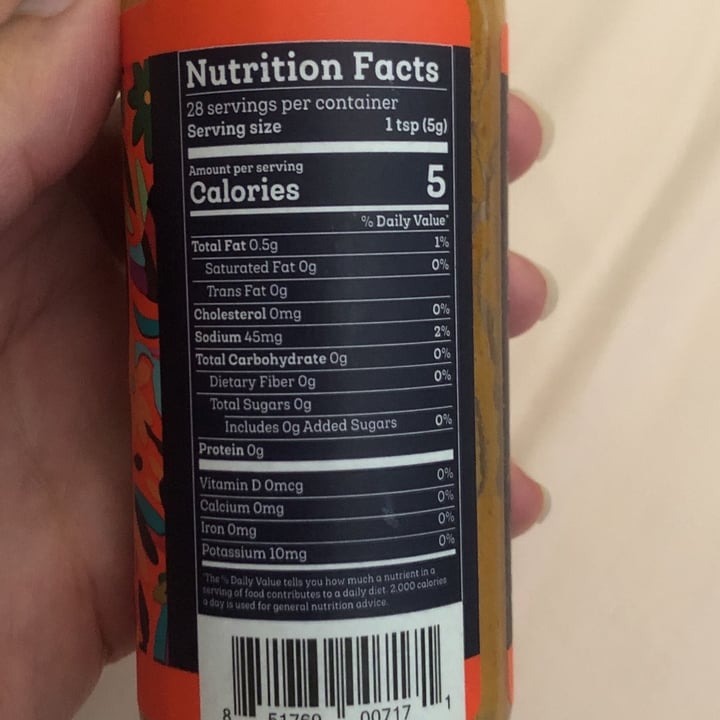 Nutrition Facts
28 servings per container
Serving size 1 tsp (5g)
Amount per serving
Calories 5
% Daily Value*
Total Fat 0.5g 1%
Saturated Fat 0g 0%
Trans Fat 0g
Cholesterol 0mg 0%
Sodium 45mg 2%
Total Carbohydrate 0g 0%
Dietary Fiber 0g 0%
Total Sugars 0g
Includes 0g Added Sugars 0%
Protein 0g
Vitamin D 0mcg 0%
Calcium 0mg 0%
Iron 0mg 0%
Potassium 10mg 0%
*The % Daily Value tells you how much a nutrient in a
serving of food contributes to a daily diet. 2,000 calories
a day is used for general nutrition advice.
8 51769 00717 1